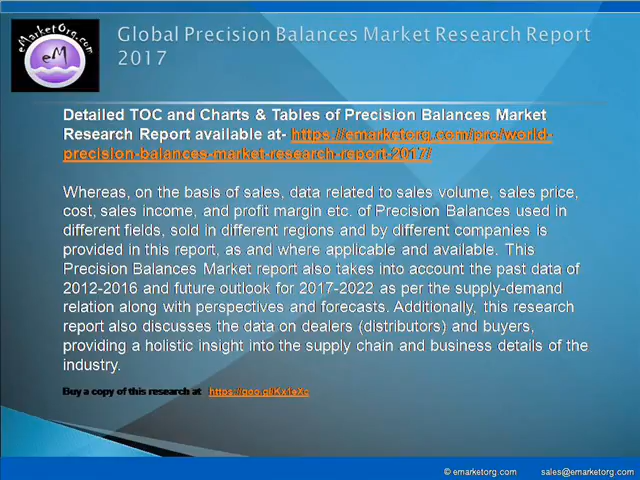 eMarketOrg.com
eM
Global Precision Balances Market Research Report
2017
Detailed TOC and Charts & Tables of Precision Balances Market
Research Report available at- https://emarketorg.com/pro/world-
precision-balances-market-research-report-2017/
Whereas, on the basis of sales, data related to sales volume, sales price,
cost, sales income, and profit margin etc. of Precision Balances used in
different fields, sold in different regions and by different companies is
provided in this report, as and where applicable and available. This
Precision Balances Market report also takes into account the past data of
2012-2016 and future outlook for 2017-2022 as per the supply-demand
relation along with perspectives and forecasts. Additionally, this research
report also discusses the data on dealers (distributors) and buyers,
providing a holistic insight into the supply chain and business details of the
industry.
Buy a copy of this research at
© emarketorg.com sales@emarketorg.com